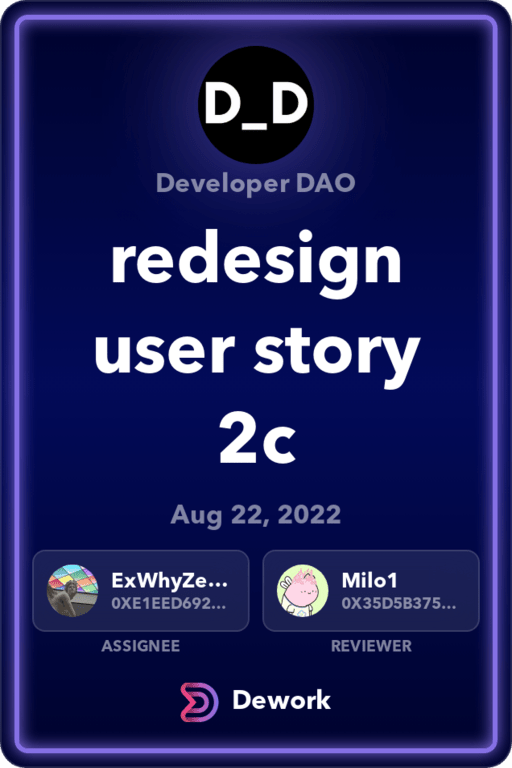 D_D
Developer DAO
redesign
user story
2c
Aug 22, 2022
ExWhyZe...
0XE1EED692...
ASSIGNEE
Milo1
0X35D5B375...
REVIEWER
Dework